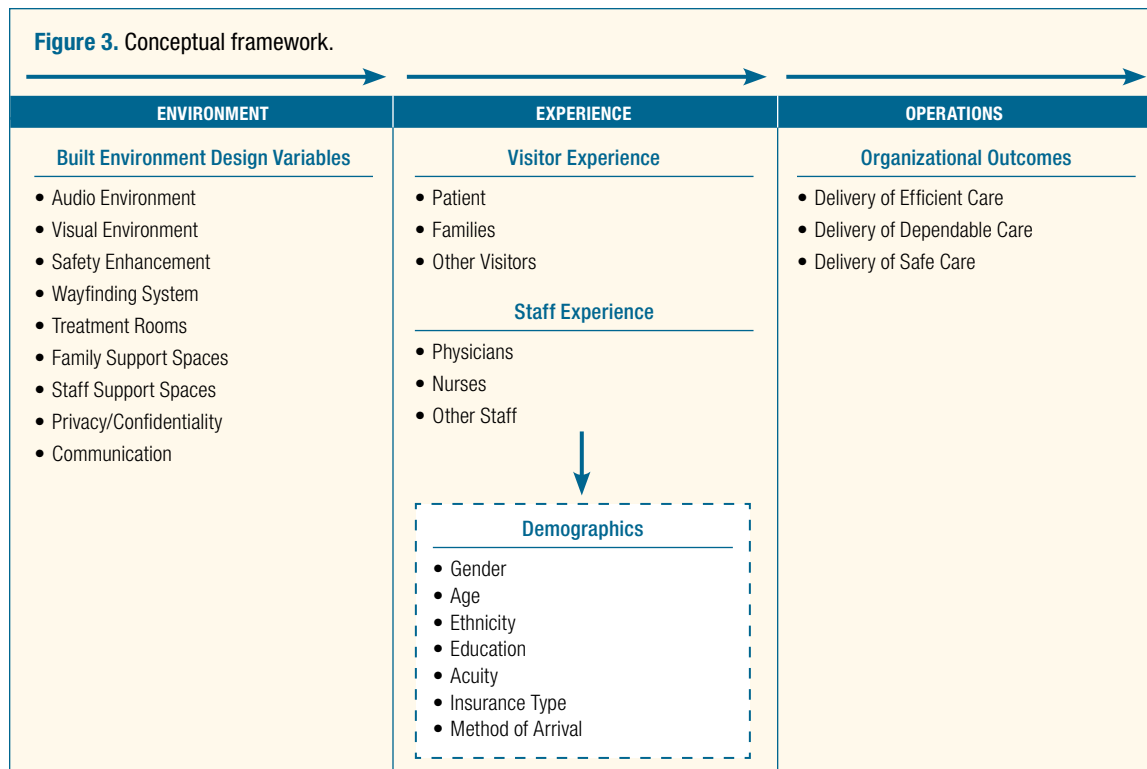 Figure 3. Conceptual framework.
ENVIRONMENT
Built Environment Design Variables
• Audio Environment
• Visual Environment
• Safety Enhancement
• Wayfinding System
• Treatment Rooms
• Family Support Spaces
• Staff Support Spaces
• Privacy/Confidentiality
• Communication
EXPERIENCE
Visitor Experience
• Patient
• Families
• Other Visitors
Staff Experience
• Physicians
• Nurses
• Other Staff
Demographics
• Gender
• Age
• Ethnicity
• Education
• Acuity
• Insurance Type
• Method of Arrival
OPERATIONS
Organizational Outcomes
• Delivery of Efficient Care
• Delivery of Dependable Care
• Delivery of Safe Care